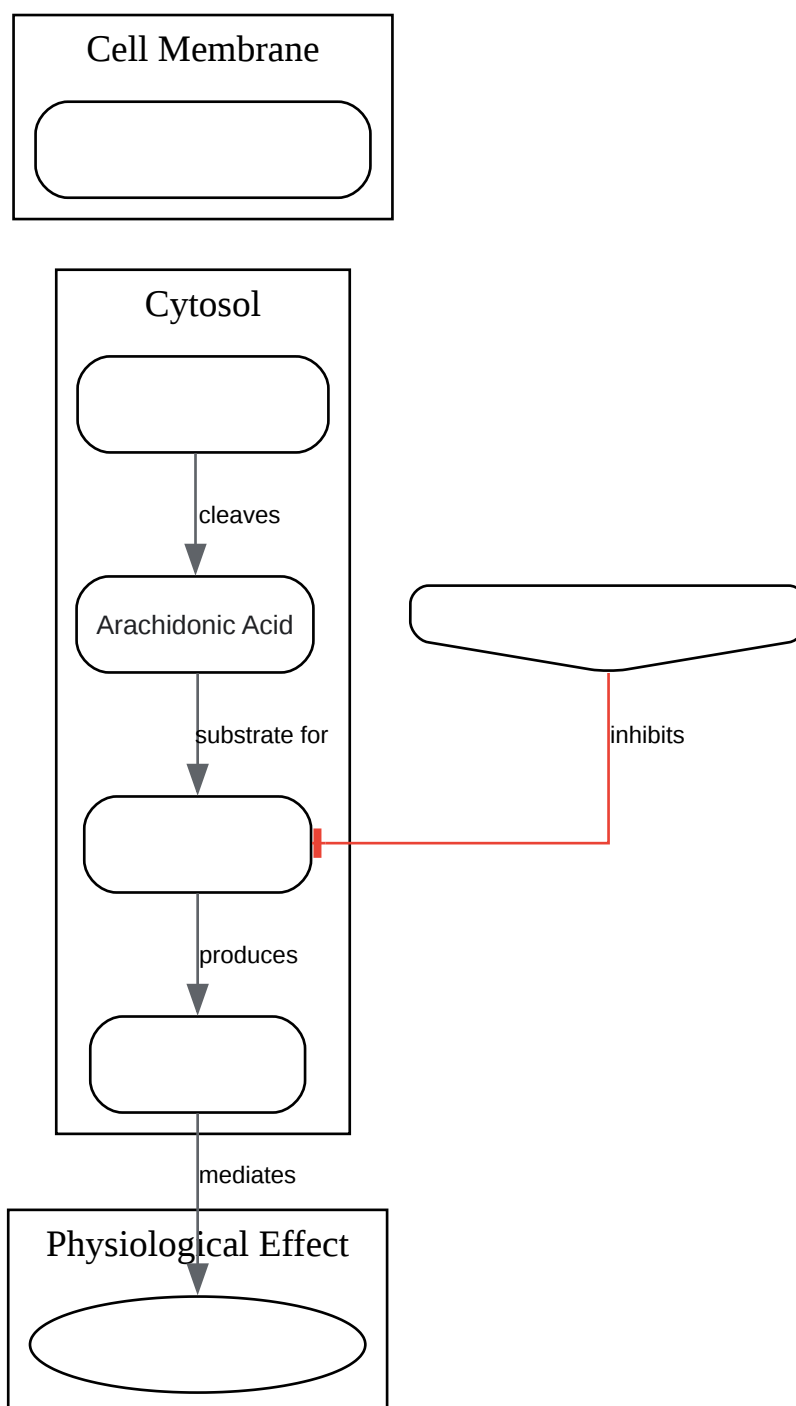 Cell Membrane
Cytosol
cleaves
Arachidonic Acid
substrate for
inhibits
produces
mediates
Physiological Effect